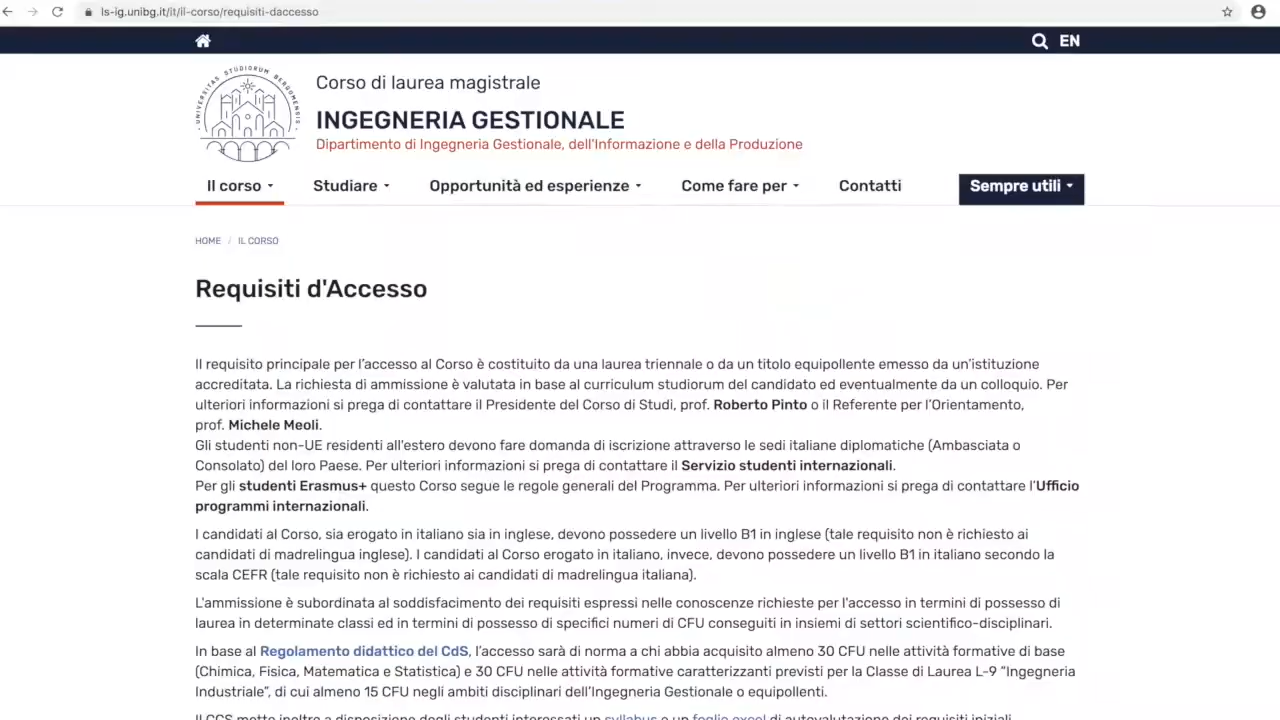 ls-ig.unibg.it/it/il-corso/requisiti-daccesso
EN
UNIVERSITAS STUDIORUM BERGOMENSIS
Corso di laurea magistrale
INGEGNERIA GESTIONALE
Dipartimento di Ingegneria Gestionale, dell'Informazione e della Produzione
Il corso Studiare Opportunità ed esperienze Come fare per Contatti Sempre utili
HOME / IL CORSO
Requisiti d'Accesso
Il requisito principale per l’accesso al Corso è costituito da una laurea triennale o da un titolo equipollente emesso da un’istituzione
accreditata. La richiesta di ammissione è valutata in base al curriculum studiorum del candidato ed eventualmente da un colloquio. Per
ulteriori informazioni si prega di contattare il Presidente del Corso di Studi, prof. Roberto Pinto o il Referente per l’Orientamento,
prof. Michele Meoli.
Gli studenti non-UE residenti all'estero devono fare domanda di iscrizione attraverso le sedi italiane diplomatiche (Ambasciata o
Consolato) del loro Paese. Per ulteriori informazioni si prega di contattare il Servizio studenti internazionali.
Per gli studenti Erasmus+ questo Corso segue le regole generali del Programma. Per ulteriori informazioni si prega di contattare l’Ufficio
programmi internazionali.
I candidati al Corso, sia erogato in italiano sia in inglese, devono possedere un livello B1 in inglese (tale requisito non è richiesto ai
candidati di madrelingua inglese). I candidati al Corso erogato in italiano, invece, devono possedere un livello B1 in italiano secondo la
scala CEFR (tale requisito non è richiesto ai candidati di madrelingua italiana).
L'ammissione è subordinata al soddisfacimento dei requisiti espressi nelle conoscenze richieste per l'accesso in termini di possesso di
laurea in determinate classi ed in termini di possesso di specifici numeri di CFU conseguiti in insiemi di settori scientifico-disciplinari.
In base al Regolamento didattico del CdS, l’accesso sarà di norma a chi abbia acquisito almeno 30 CFU nelle attività formative di base
(Chimica, Fisica, Matematica e Statistica) e 30 CFU nelle attività formative caratterizzanti previsti per la Classe di Laurea L-9 “Ingegneria
Industriale”, di cui almeno 15 CFU negli ambiti disciplinari dell’Ingegneria Gestionale o equipollenti.
Il CCS mette inoltre a disposizione degli studenti interessati un syllabus e un foglio excel di autovalutazione dei requisiti iniziali